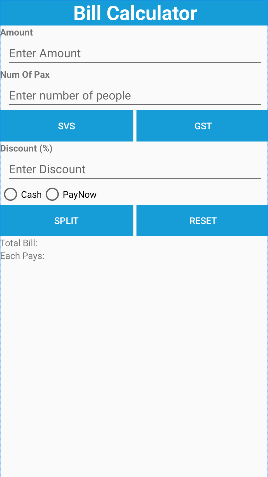 Bill Calculator
Amount
Enter Amount
Num Of Pax
Enter number of people
SVS GST
Discount (%)
Enter Discount
Cash PayNow
SPLIT RESET
Total Bill:
Each Pays: